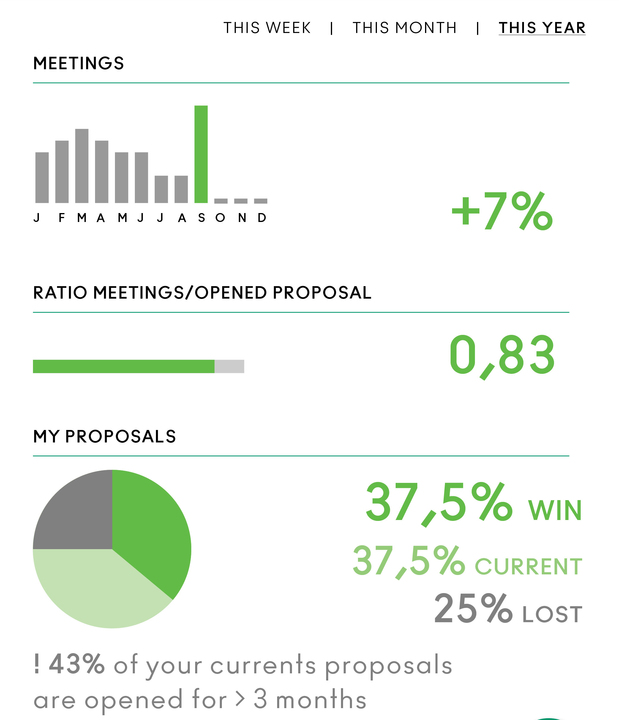 THIS WEEK | THIS MONTH | THIS YEAR
MEETINGS
J F M A M J J A S O N D
+7%
RATIO MEETINGS/OPENED PROPOSAL
0,83
MY PROPOSALS
37,5% WIN
37,5% CURRENT
25% LOST
! 43% of your currents proposals
are opened for > 3 months